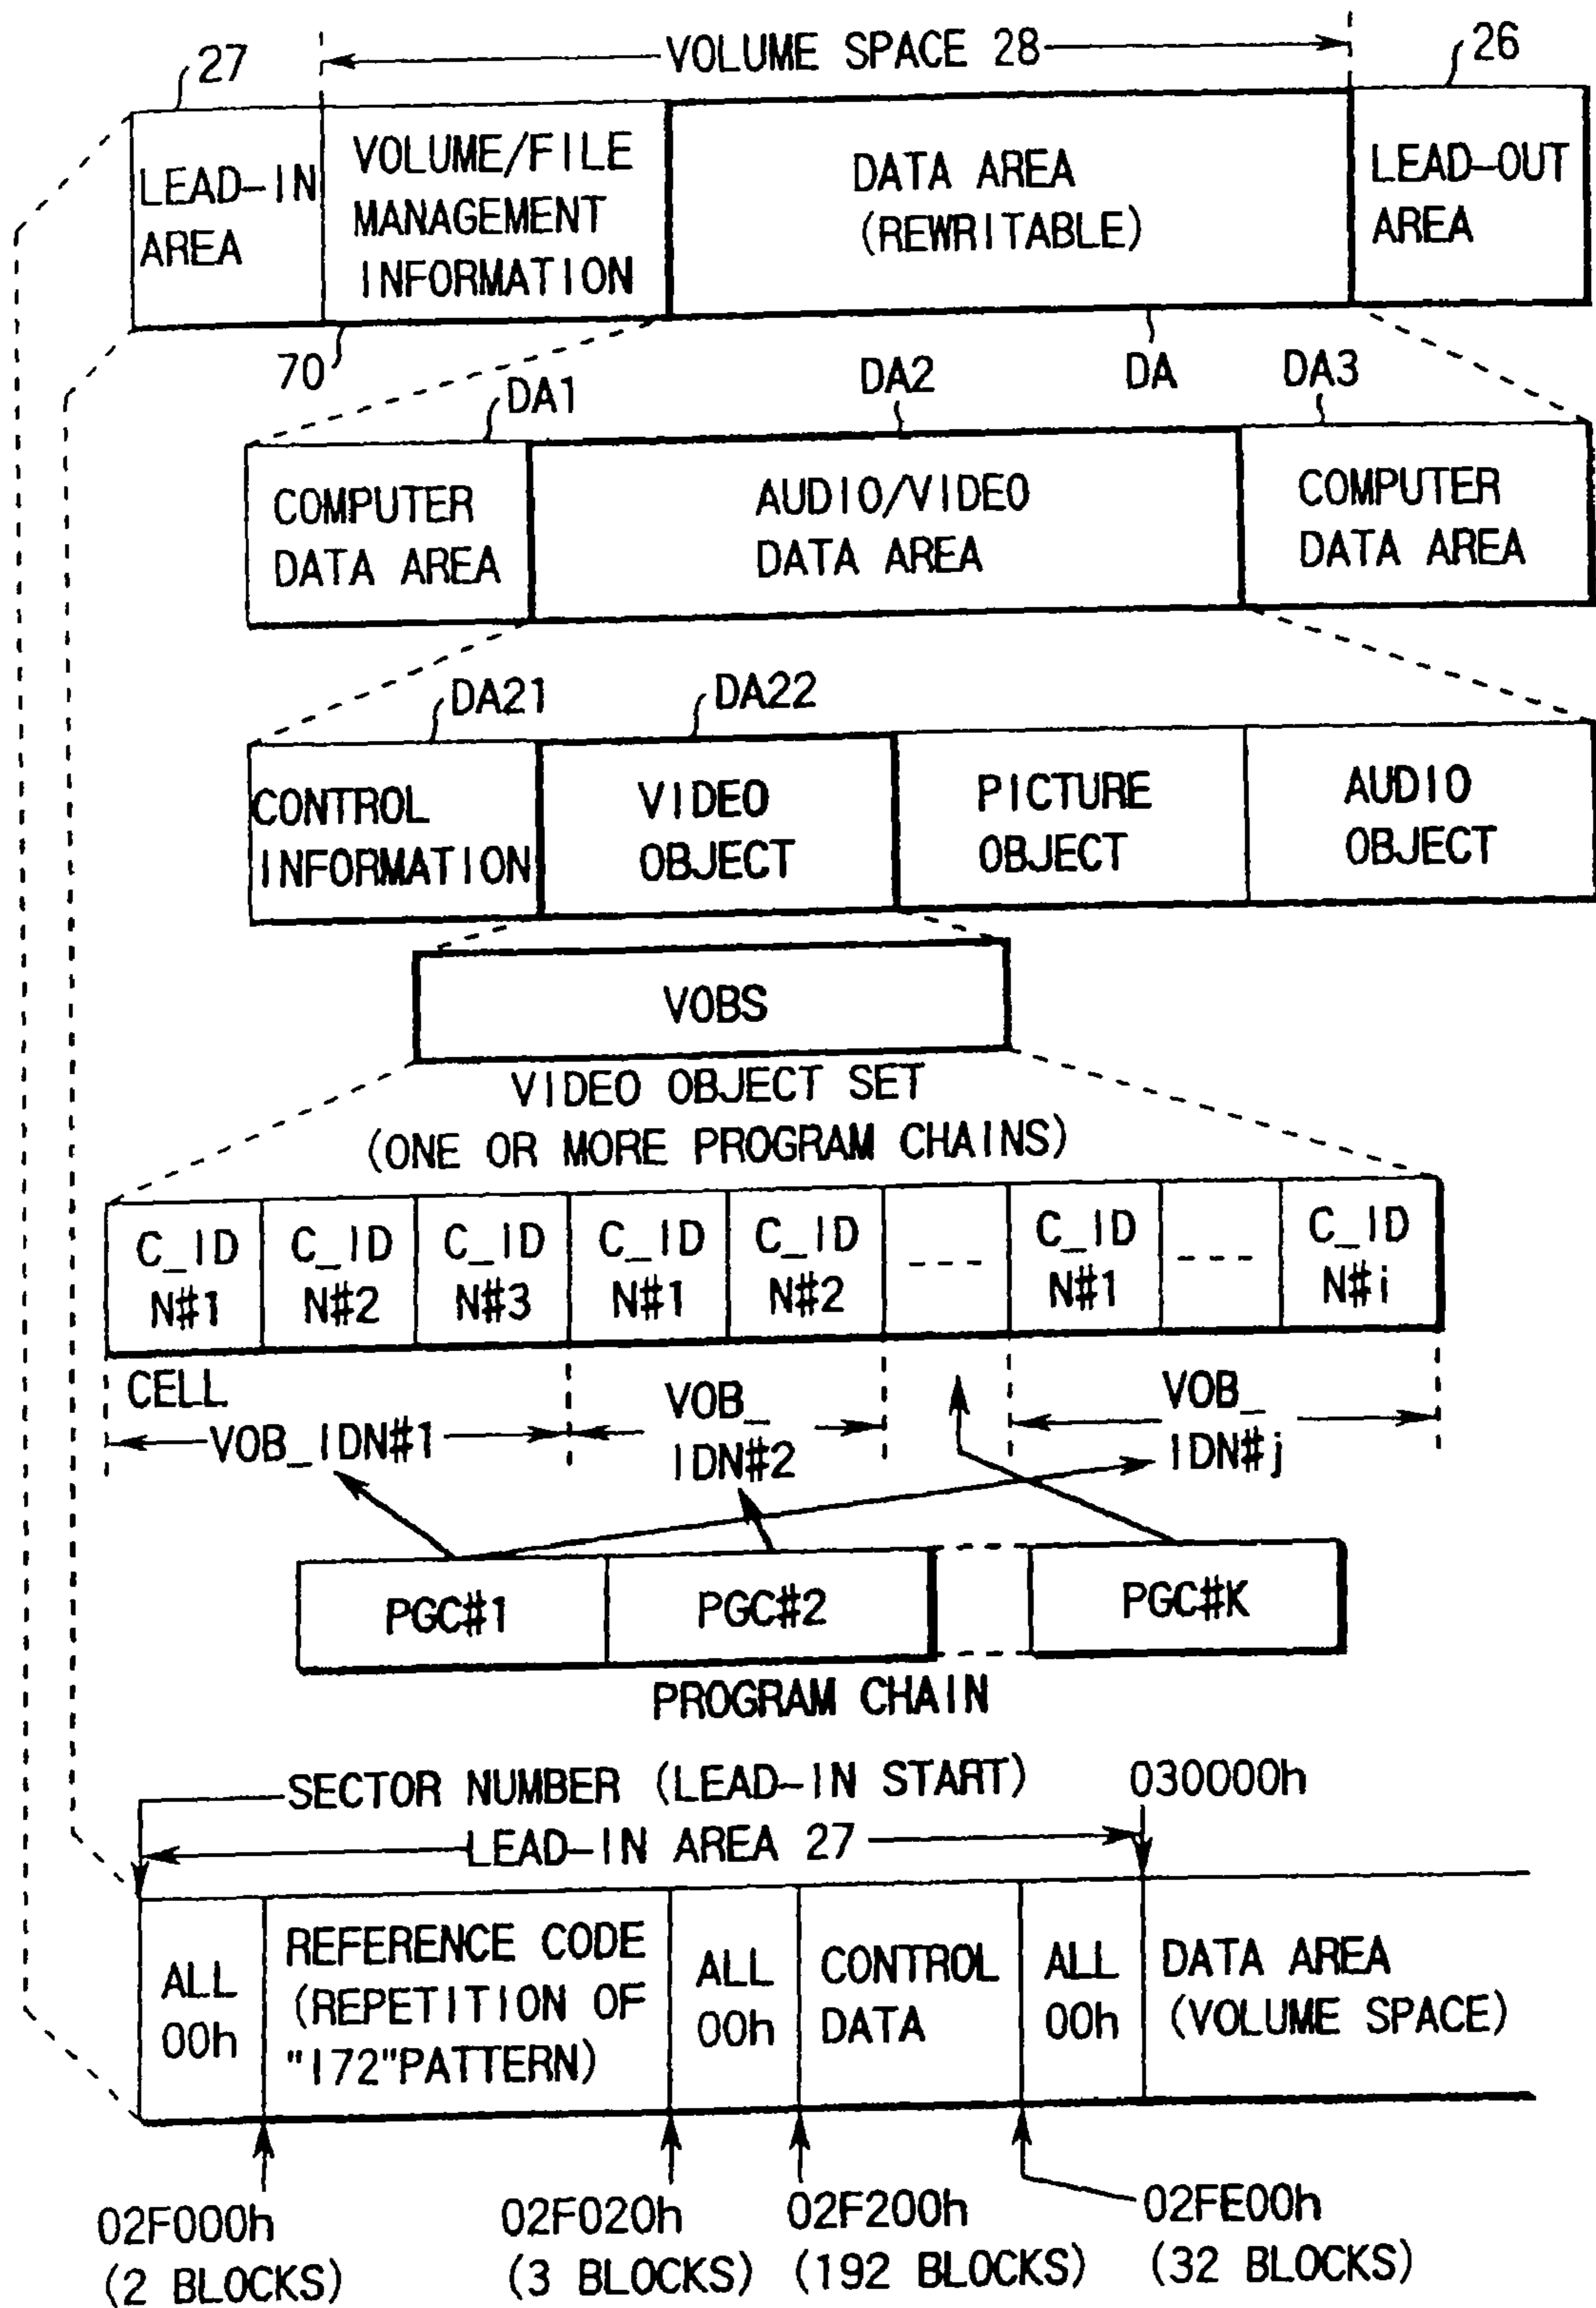 27
VOLUME SPACE 28
26
LEAD-IN
AREA
VOLUME/FILE
MANAGEMENT
INFORMATION
DATA AREA
(REWRITABLE)
LEAD-OUT
AREA
70
DA1
DA2
DA
DA3
COMPUTER
DATA AREA
AUDIO/VIDEO
DATA AREA
COMPUTER
DATA AREA
DA21
DA22
CONTROL
INFORMATION
VIDEO
OBJECT
PICTURE
OBJECT
AUDIO
OBJECT
VOBS
VIDEO OBJECT SET
(ONE OR MORE PROGRAM CHAINS)
C_ID
N#1
C_ID
N#2
C_ID
N#3
C_ID
N#1
C_ID
N#2
----
C_ID
N#1
----
C_ID
N#i
CELL
VOB_IDN#1
VOB_
IDN#2
VOB_
IDN#j
PGC#1
PGC#2
PGC#K
PROGRAM CHAIN
SECTOR NUMBER (LEAD-IN START)
030000h
LEAD-IN AREA 27
ALL
00h
REFERENCE CODE
(REPETITION OF
"172"PATTERN)
ALL
00h
CONTROL
DATA
ALL
00h
DATA AREA
(VOLUME SPACE)
02F000h
(2 BLOCKS)
02F020h
(3 BLOCKS)
02F200h
(192 BLOCKS)
02FE00h
(32 BLOCKS)